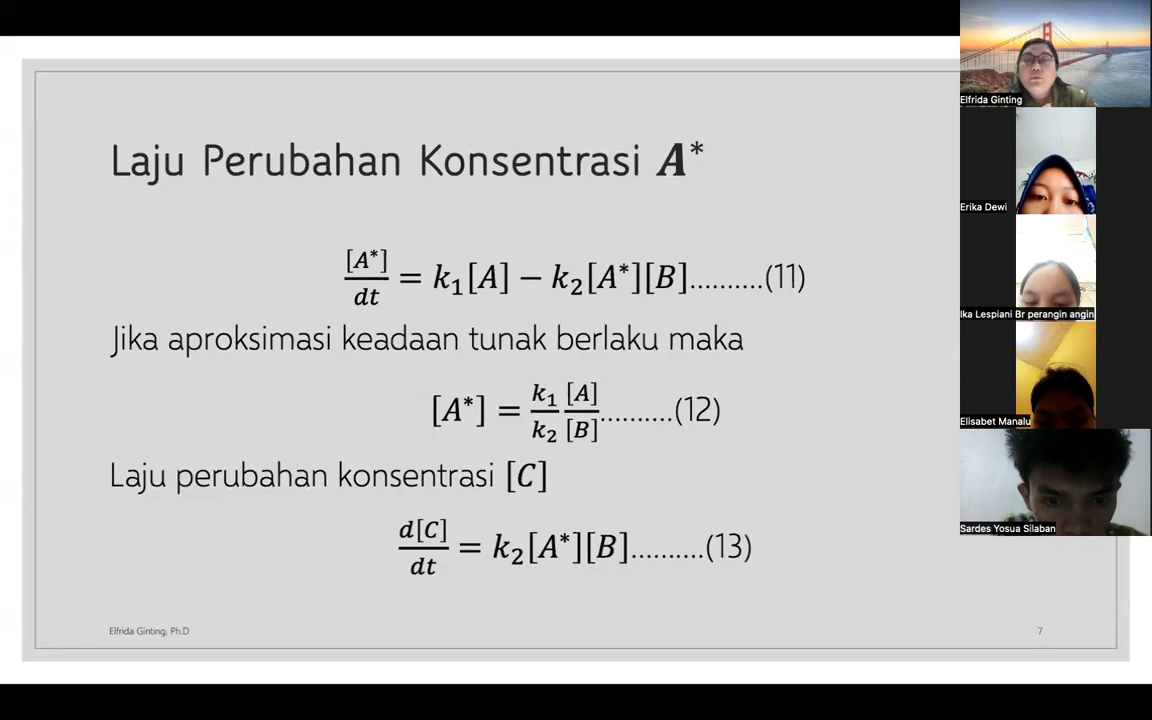 Laju Perubahan Konsentrasi A*
[A*]/dt = k₁[A] − k₂[A*][B]..........(11)
Jika aproksimasi keadaan tunak berlaku maka
[A*] = k₁/k₂ [A]/[B]..........(12)
Laju perubahan konsentrasi [C]
d[C]/dt = k₂[A*][B]..........(13)
Elfrida Ginting, Ph.D
7
Elfrida Ginting
Erika Dewi
Ika Lespiani Br perangin angin
Elisabet Manalu
Sardes Yosua Silaban